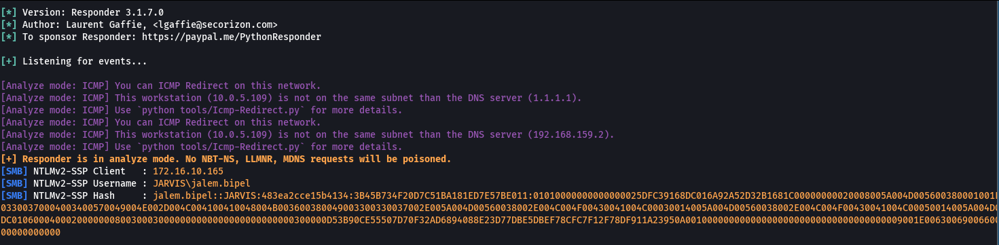 [*] Version: Responder 3.1.7.0
[*] Author: Laurent Gaffie, <lgaffie@secorizon.com>
[*] To sponsor Responder: https://paypal.me/PythonResponder
[+] Listening for events...
[Analyze mode: ICMP] You can ICMP Redirect on this network.
[Analyze mode: ICMP] This workstation (10.0.5.109) is not on the same subnet than the DNS server (1.1.1.1).
[Analyze mode: ICMP] Use `python tools/Icmp-Redirect.py` for more details.
[Analyze mode: ICMP] You can ICMP Redirect on this network.
[Analyze mode: ICMP] This workstation (10.0.5.109) is not on the same subnet than the DNS server (192.168.159.2).
[Analyze mode: ICMP] Use `python tools/Icmp-Redirect.py` for more details.
[+] Responder is in analyze mode. No NBT-NS, LLMNR, MDNS requests will be poisoned.
[SMB] NTLMv2-SSP Client   : 172.16.10.165
[SMB] NTLMv2-SSP Username : JARVIS\jalem.bipel
[SMB] NTLMv2-SSP Hash     : jalem.bipel::JARVIS:483ea2cce15b4134:3B45B734F20D7C51BA181ED7E57BE011:01010000000000000025DFC39168DC016A92A52D32B1681C00000000020008005A004D005600380001001
03300370004003400570049004E002D004C004100410048004B003600380049003300330037002E005A004D00560038002E004C004F00430041004C00030014005A004D00560038002E004C004F00430041004C00050014005A004D0
DC0106000400020000000800300030000000000000000000000000300000D53B90CE55507D70F32AD6894088E23D77DBE5DBEF78CFC7F12F78DF911A23950A0010000000000000000000000000000000000009001E00630069006600
00000000000